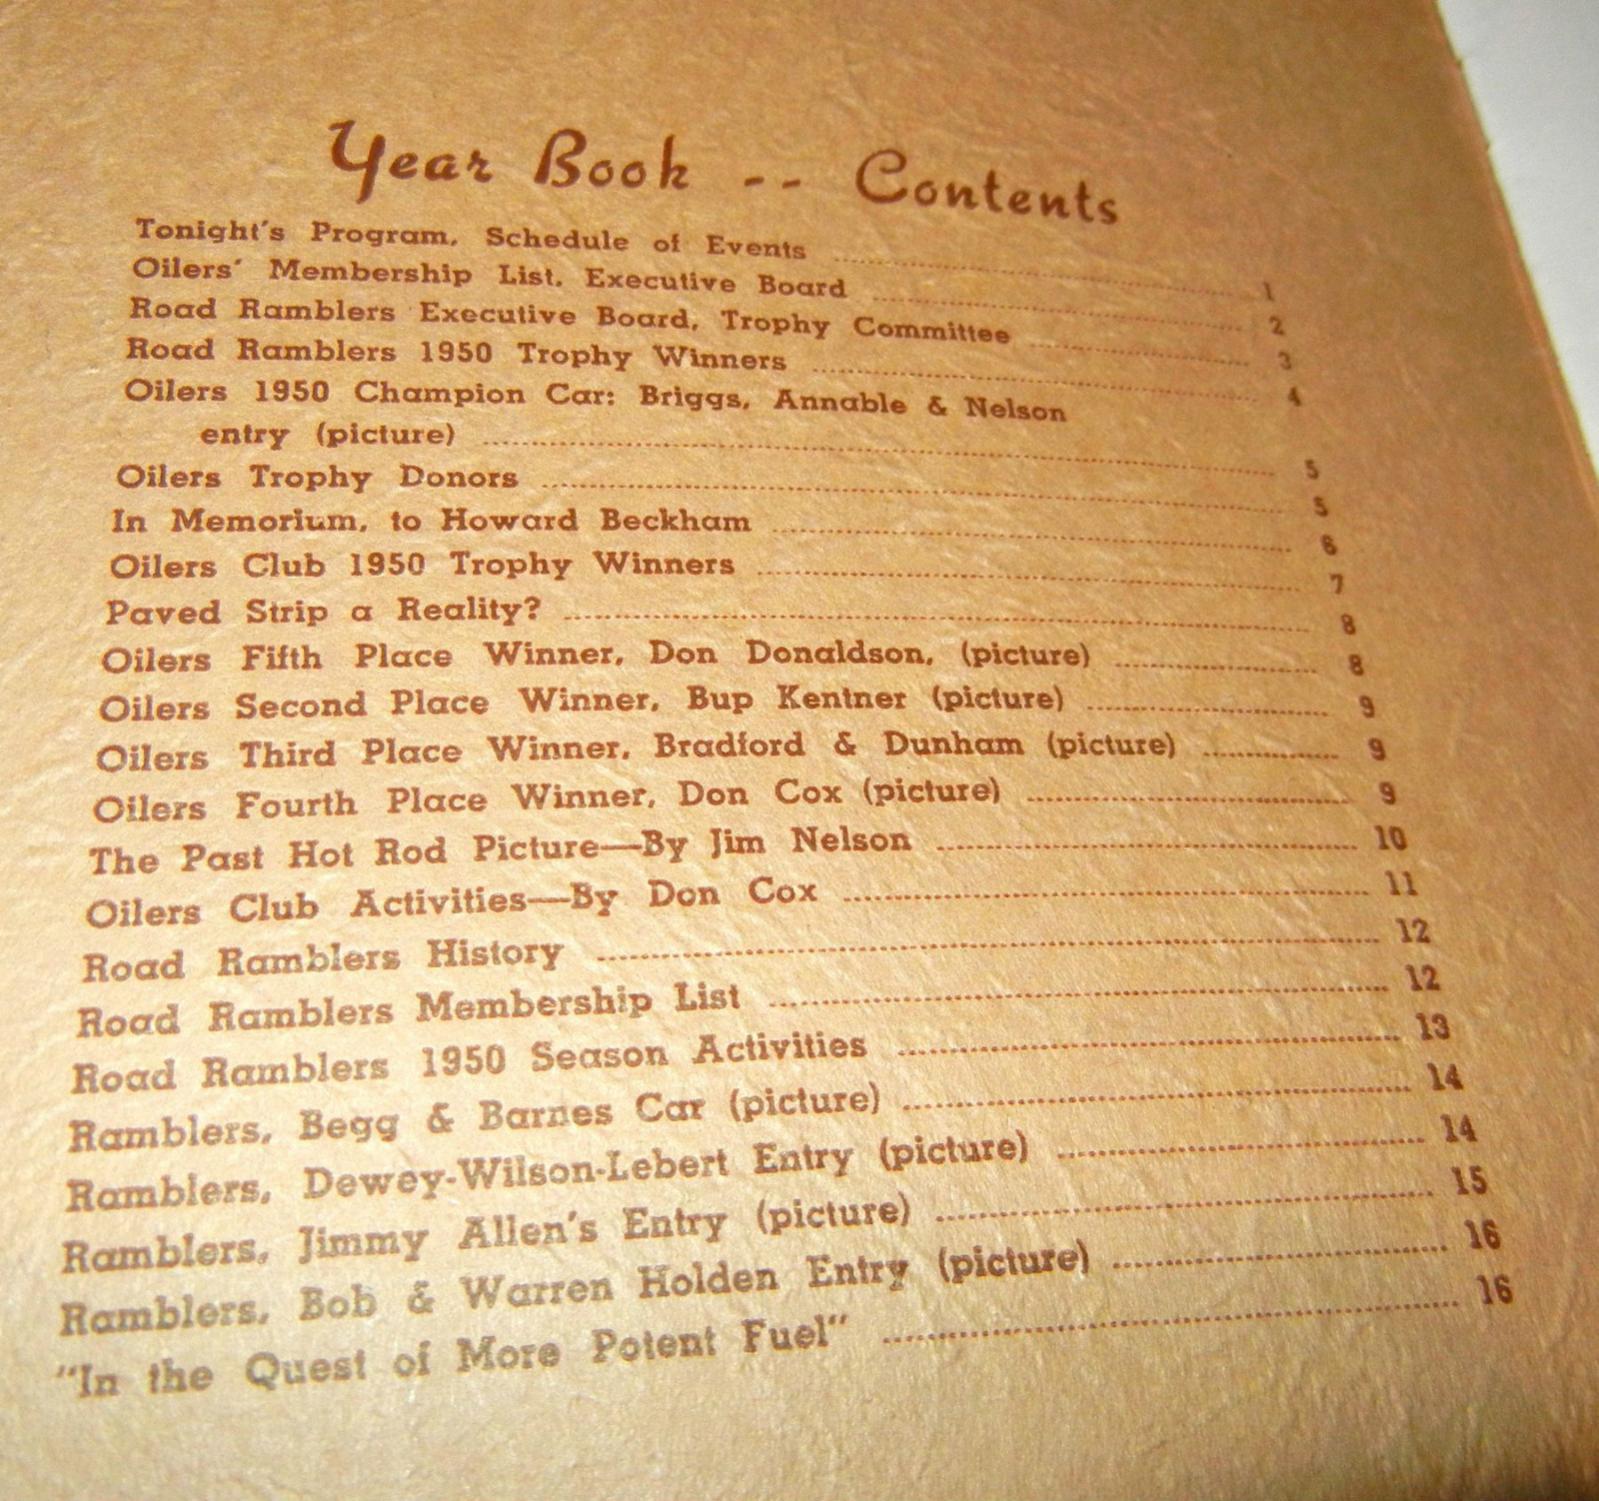 Year Book -- Contents
Tonight's Program, Schedule of Events ........ 1
Oilers' Membership List, Executive Board ........ 2
Road Ramblers Executive Board, Trophy Committee ........ 3
Road Ramblers 1950 Trophy Winners ........ 4
Oilers 1950 Champion Car: Briggs, Annable & Nelson
entry (picture) ........ 5
Oilers Trophy Donors ........ 5
In Memorium, to Howard Beckham ........ 6
Oilers Club 1950 Trophy Winners ........ 7
Paved Strip a Reality? ........ 8
Oilers Fifth Place Winner, Don Donaldson, (picture) ........ 8
Oilers Second Place Winner, Bup Kentner (picture) ........ 9
Oilers Third Place Winner, Bradford & Dunham (picture) ........ 9
Oilers Fourth Place Winner, Don Cox (picture) ........ 9
The Past Hot Rod Picture—By Jim Nelson ........ 10
Oilers Club Activities—By Don Cox ........ 11
Road Ramblers History ........ 12
Road Ramblers Membership List ........ 12
Road Ramblers 1950 Season Activities ........ 13
Ramblers, Begg & Barnes Car (picture) ........ 14
Ramblers, Dewey-Wilson-Lebert Entry (picture) ........ 14
Ramblers, Jimmy Allen's Entry (picture) ........ 15
Ramblers, Bob & Warren Holden Entry (picture) ........ 16
"In the Quest of More Potent Fuel" ........ 16